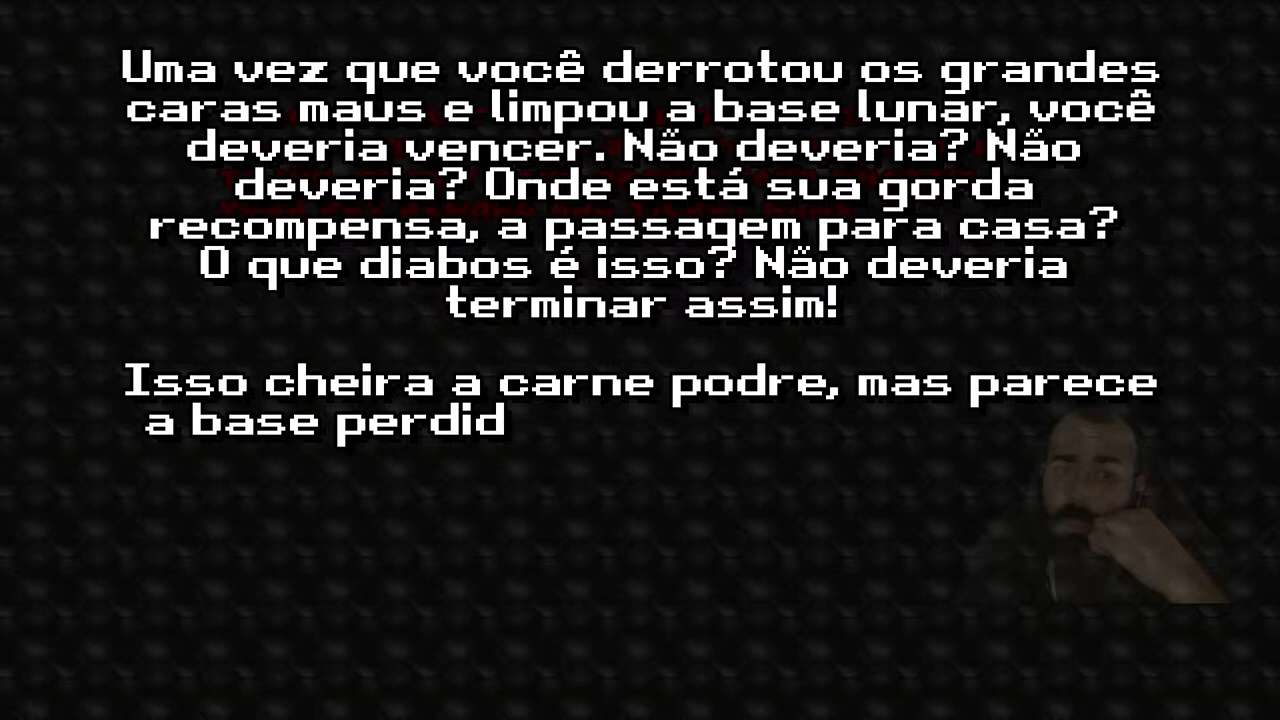 Uma vez que você derrotou os grandes
caras maus e limpou a base lunar, você
deveria vencer. Não deveria? Não
deveria? Onde está sua gorda
recompensa, a passagem para casa?
O que diabos é isso? Não deveria
terminar assim!
Isso cheira a carne podre, mas parece
a base perdid